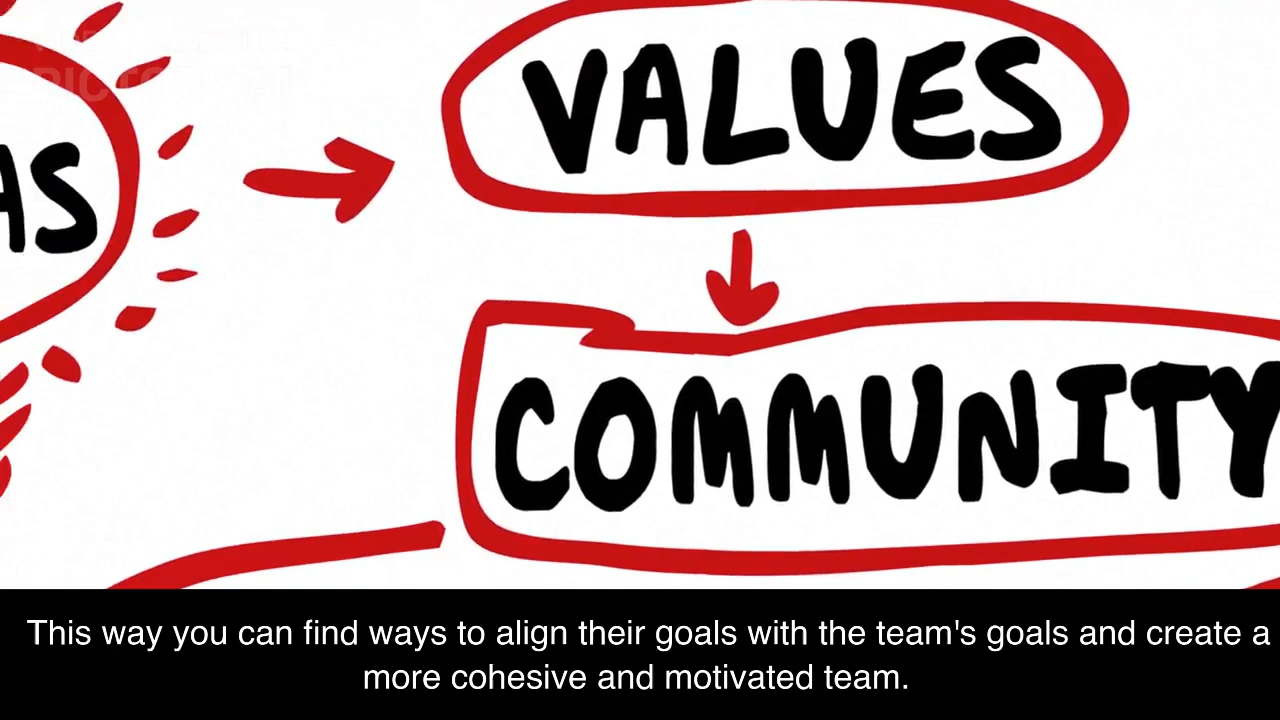 VALUES
AS
COMMUNITY
This way you can find ways to align their goals with the team's goals and create a
more cohesive and motivated team.